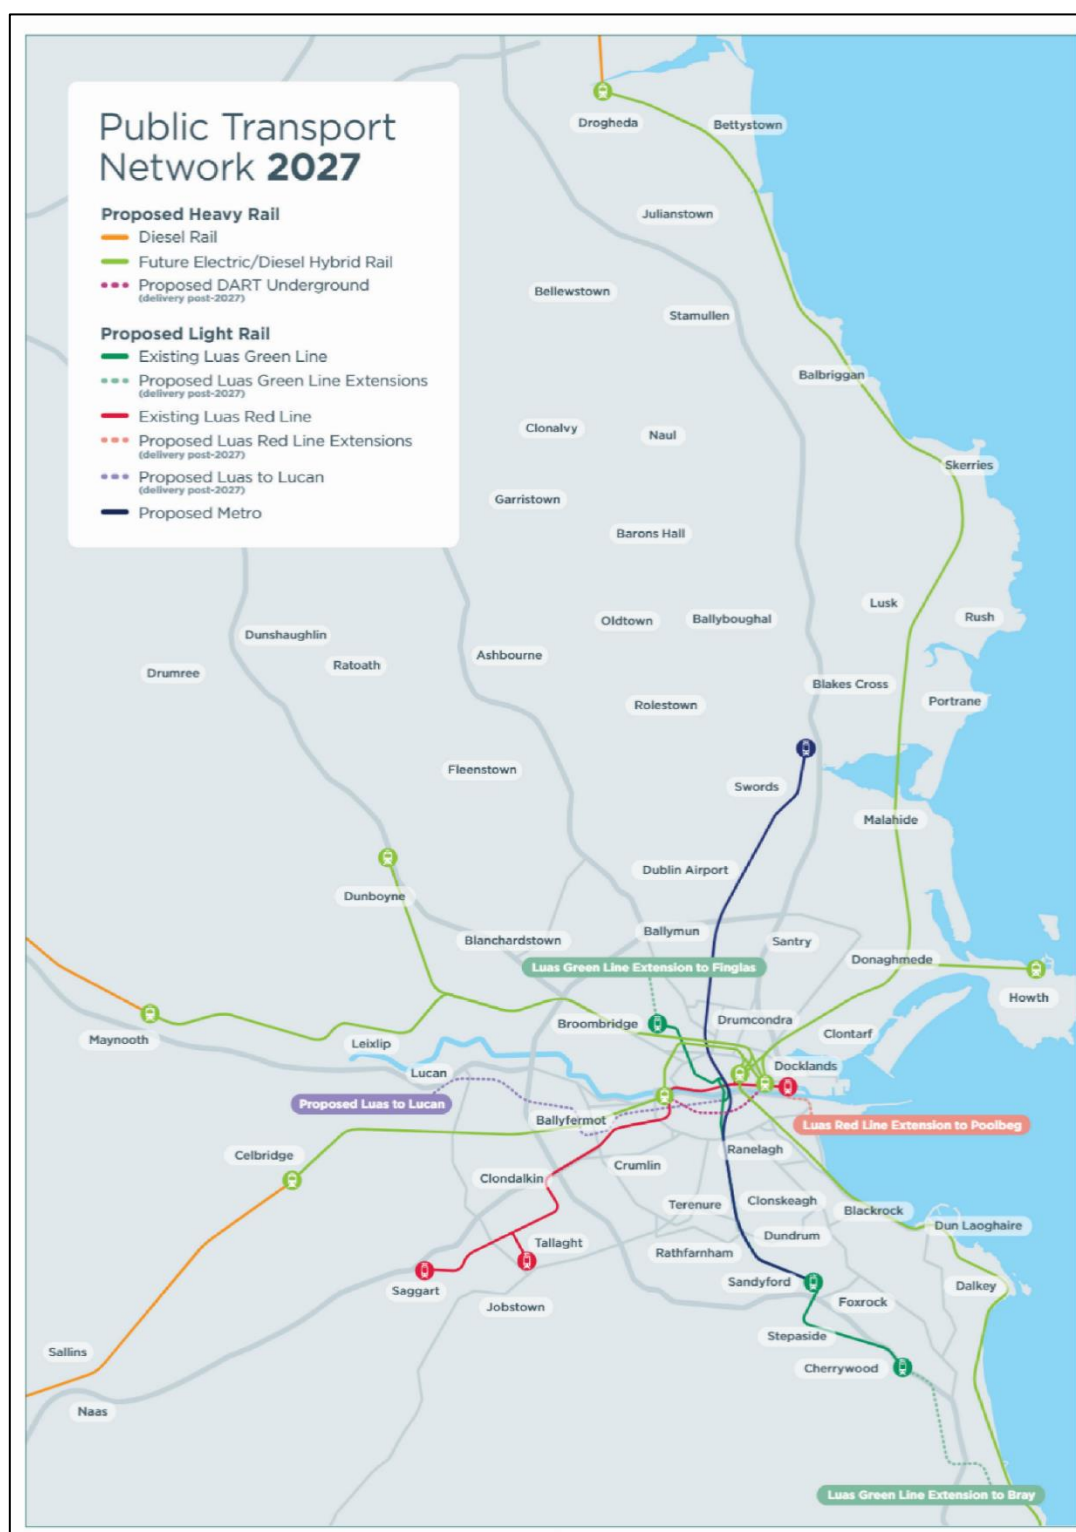 Public Transport
Network 2027
Proposed Heavy Rail
Diesel Rail
Future Electric/Diesel Hybrid Rail
Proposed DART Underground
(delivery post-2027)
Proposed Light Rail
Existing Luas Green Line
Proposed Luas Green Line Extensions
(delivery post-2027)
Existing Luas Red Line
Proposed Luas Red Line Extensions
(delivery post-2027)
Proposed Luas to Lucan
(delivery post-2027)
Proposed Metro
Drogheda
Bettystown
Julianstown
Bellewstown
Stamullen
Balbriggan
Clonalvy
Naul
Skerries
Garristown
Barons Hall
Lusk
Oldtown
Ballyboughal
Rush
Dunshaughlin
Ratoath
Ashbourne
Drumree
Blakes Cross
Portrane
Rolestown
Fleenstown
Swords
Malahide
Dublin Airport
Dunboyne
Ballymun
Blanchardstown
Santry
Donaghmede
Luas Green Line Extension to Finglas
Howth
Drumcondra
Broombridge
Clontarf
Maynooth
Leixlip
Docklands
Lucan
Proposed Luas to Lucan
Ballyfermot
Luas Red Line Extension to Poolbeg
Celbridge
Ranelagh
Crumlin
Clondalkin
Terenure
Clonskeagh
Blackrock
Dun Laoghaire
Dundrum
Tallaght
Rathfarnham
Sandyford
Dalkey
Saggart
Foxrock
Jobstown
Stepaside
Sallins
Cherrywood
Naas
Luas Green Line Extension to Bray